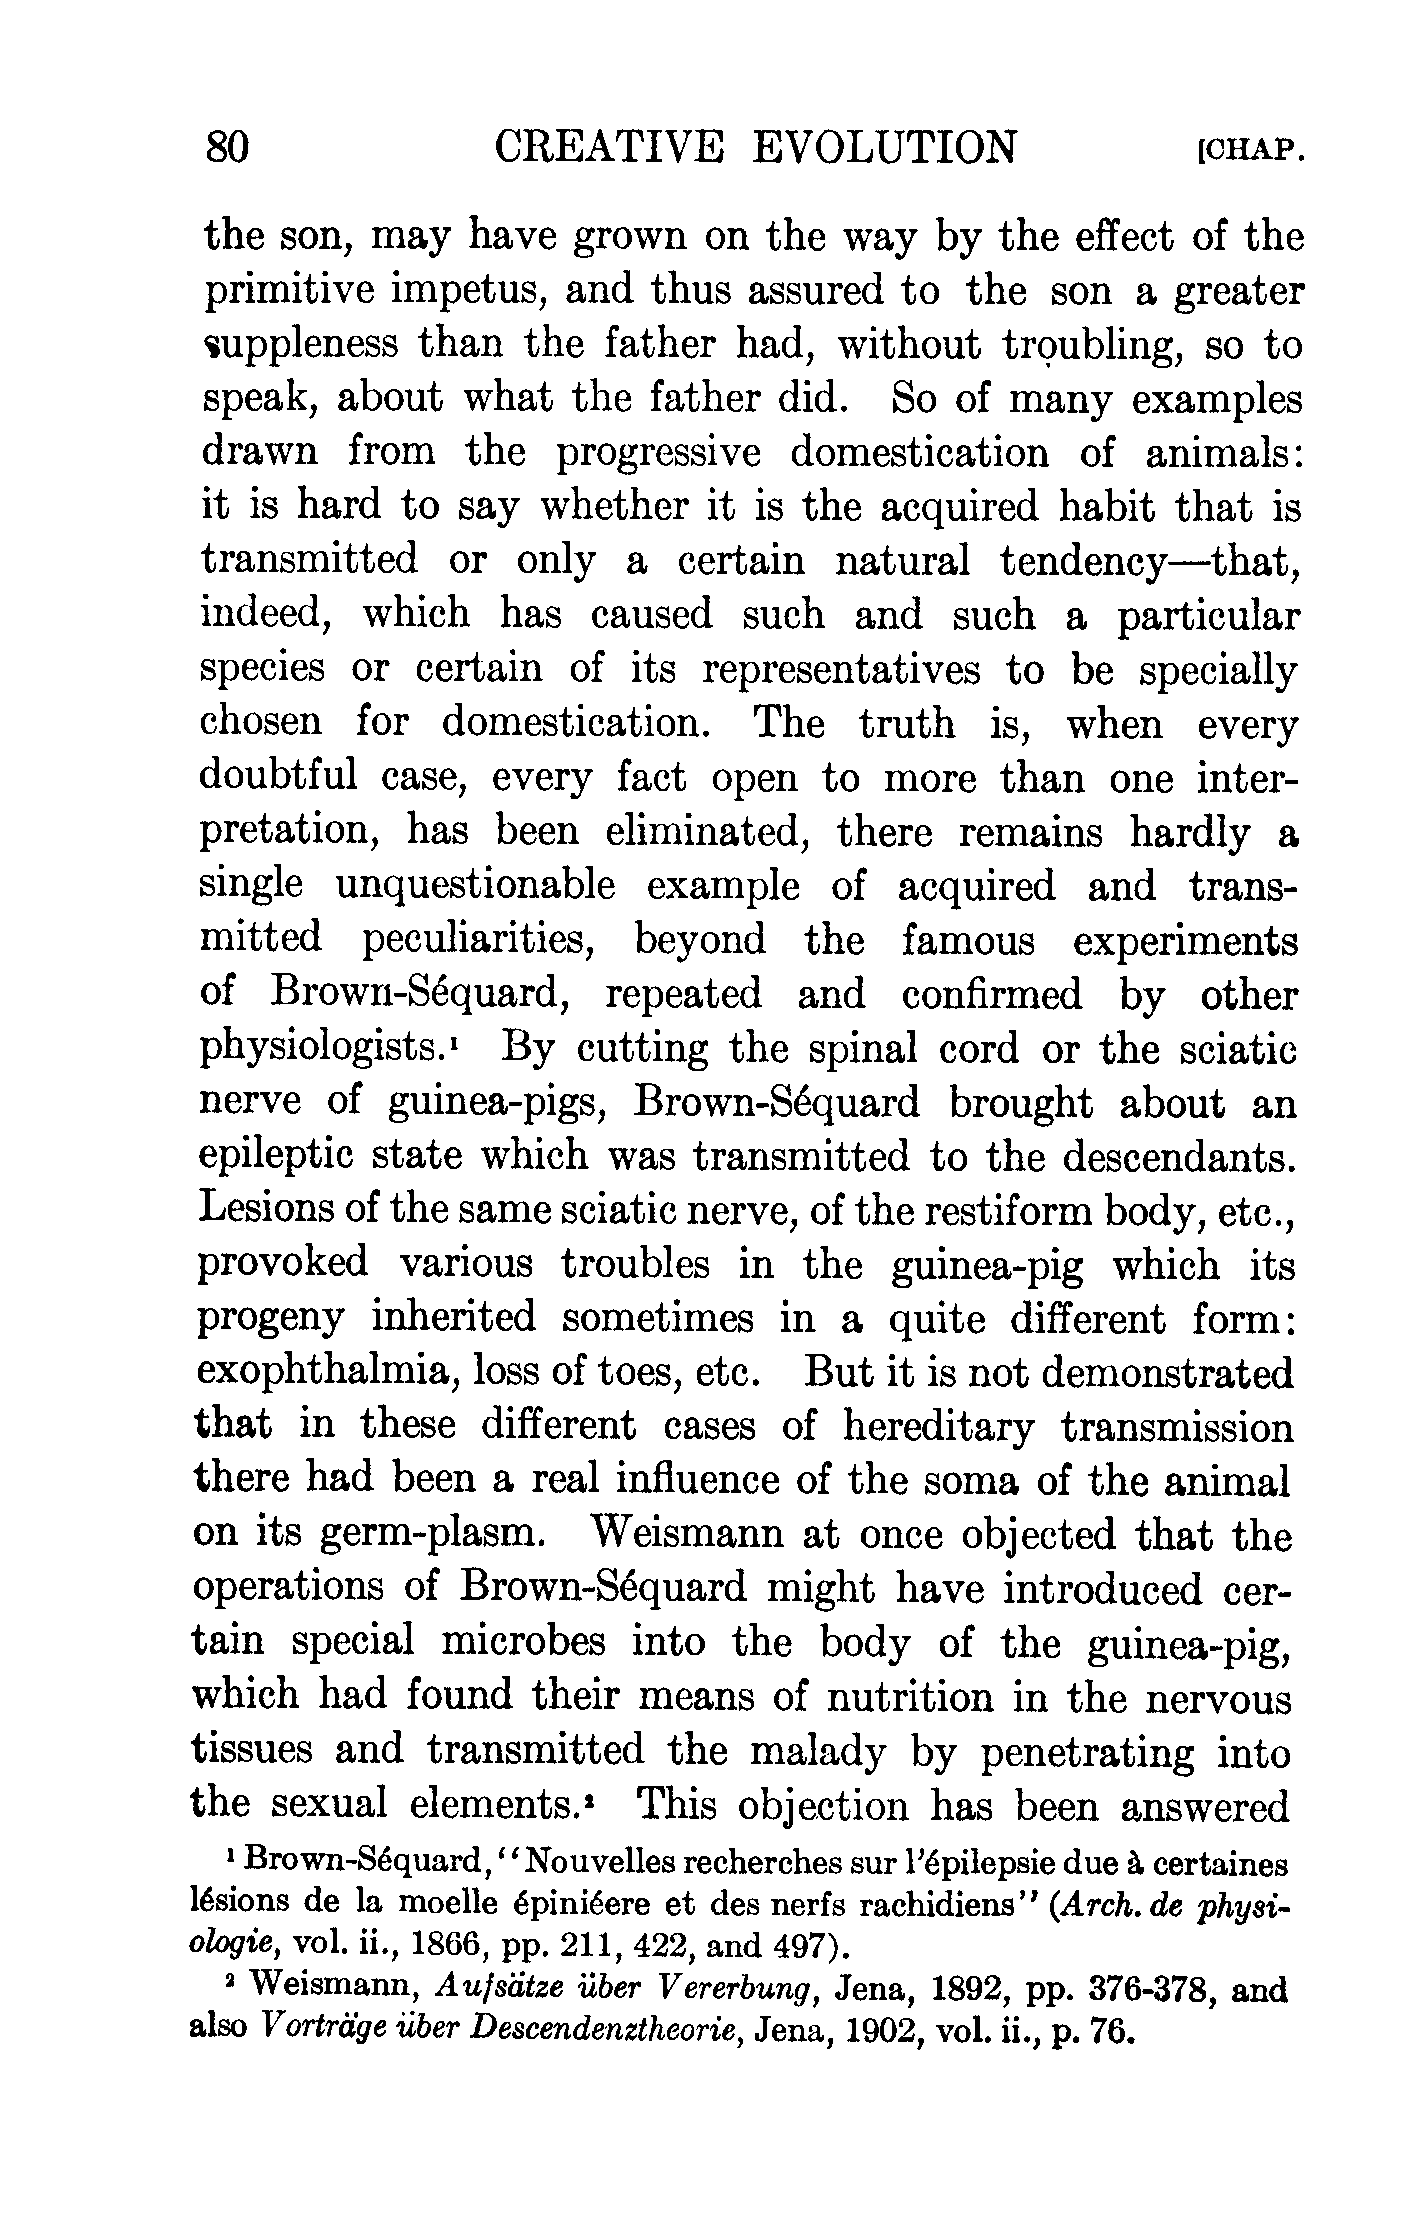 80 CREATIVE EVOLUTION [CHAP.
the son, may have grown on the way by the effect of the
primitive impetus, and thus assured to the son a greater
suppleness than the father had, without troubling, so to
speak, about what the father did. So of many examples
drawn from the progressive domestication of animals:
it is hard to say whether it is the acquired habit that is
transmitted or only a certain natural tendency—that,
indeed, which has caused such and such a particular
species or certain of its representatives to be specially
chosen for domestication. The truth is, when every
doubtful case, every fact open to more than one inter-
pretation, has been eliminated, there remains hardly a
single unquestionable example of acquired and trans-
mitted peculiarities, beyond the famous experiments
of Brown-Séquard, repeated and confirmed by other
physiologists.¹ By cutting the spinal cord or the sciatic
nerve of guinea-pigs, Brown-Séquard brought about an
epileptic state which was transmitted to the descendants.
Lesions of the same sciatic nerve, of the restiform body, etc.,
provoked various troubles in the guinea-pig which its
progeny inherited sometimes in a quite different form:
exophthalmia, loss of toes, etc. But it is not demonstrated
that in these different cases of hereditary transmission
there had been a real influence of the soma of the animal
on its germ-plasm. Weismann at once objected that the
operations of Brown-Séquard might have introduced cer-
tain special microbes into the body of the guinea-pig,
which had found their means of nutrition in the nervous
tissues and transmitted the malady by penetrating into
the sexual elements.² This objection has been answered
¹ Brown-Séquard, "Nouvelles recherches sur l'épilepsie due à certaines
lésions de la moelle épiniéere et des nerfs rachidiens" (Arch. de physi-
ologie, vol. ii., 1866, pp. 211, 422, and 497).
² Weismann, Aufsätze über Vererbung, Jena, 1892, pp. 376-378, and
also Vorträge über Descendenztheorie, Jena, 1902, vol. ii., p. 76.